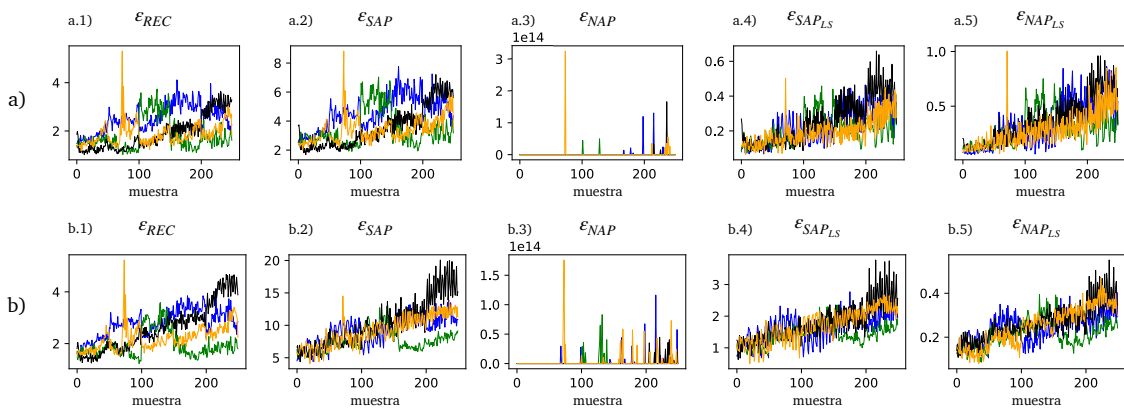 a.1) ε_REC a.2) ε_SAP a.3) ε_NAP a.4) ε_SAP_LS a.5) ε_NAP_LS
1e14
a)
4
2
0 100 200
muestra
8
6
4
2
0 100 200
muestra
3
2
1
0
0 100 200
muestra
0.6
0.4
0.2
0 100 200
muestra
1.0
0.5
0 100 200
muestra
b.1) ε_REC b.2) ε_SAP b.3) ε_NAP b.4) ε_SAP_LS b.5) ε_NAP_LS
1e14
b)
4
2
0 100 200
muestra
20
15
10
5
0 100 200
muestra
1.5
1.0
0.5
0.0
0 100 200
muestra
3
2
1
0 100 200
muestra
0.4
0.2
0 100 200
muestra